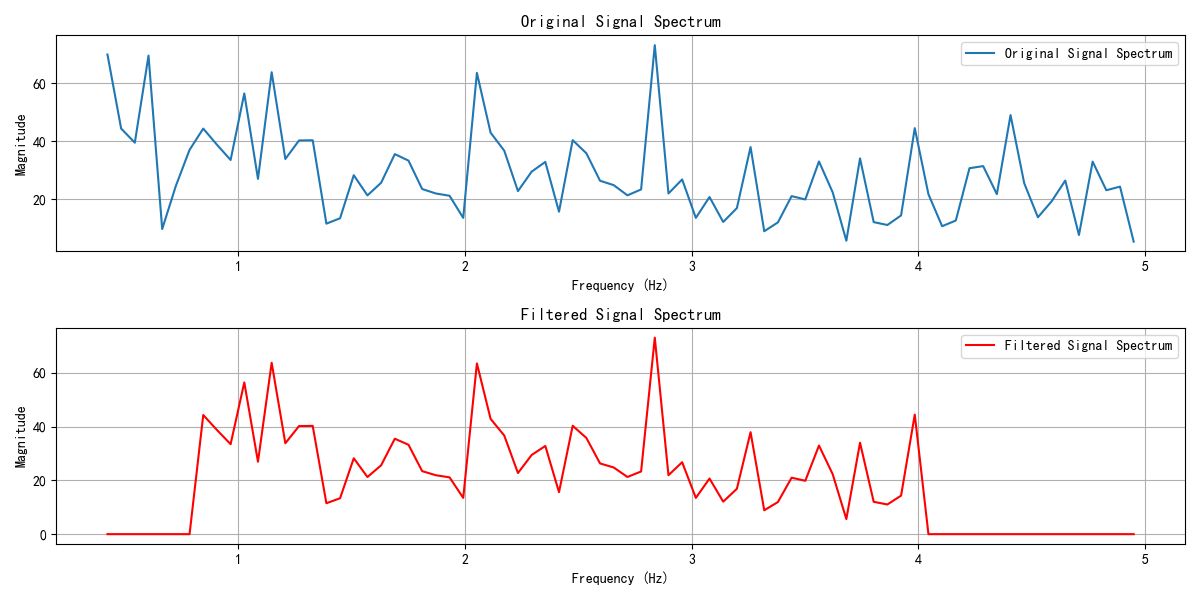 Original Signal Spectrum
Original Signal Spectrum
Magnitude
60
40
20
1 2 3 4 5
Frequency (Hz)
Filtered Signal Spectrum
Filtered Signal Spectrum
Magnitude
60
40
20
0
1 2 3 4 5
Frequency (Hz)